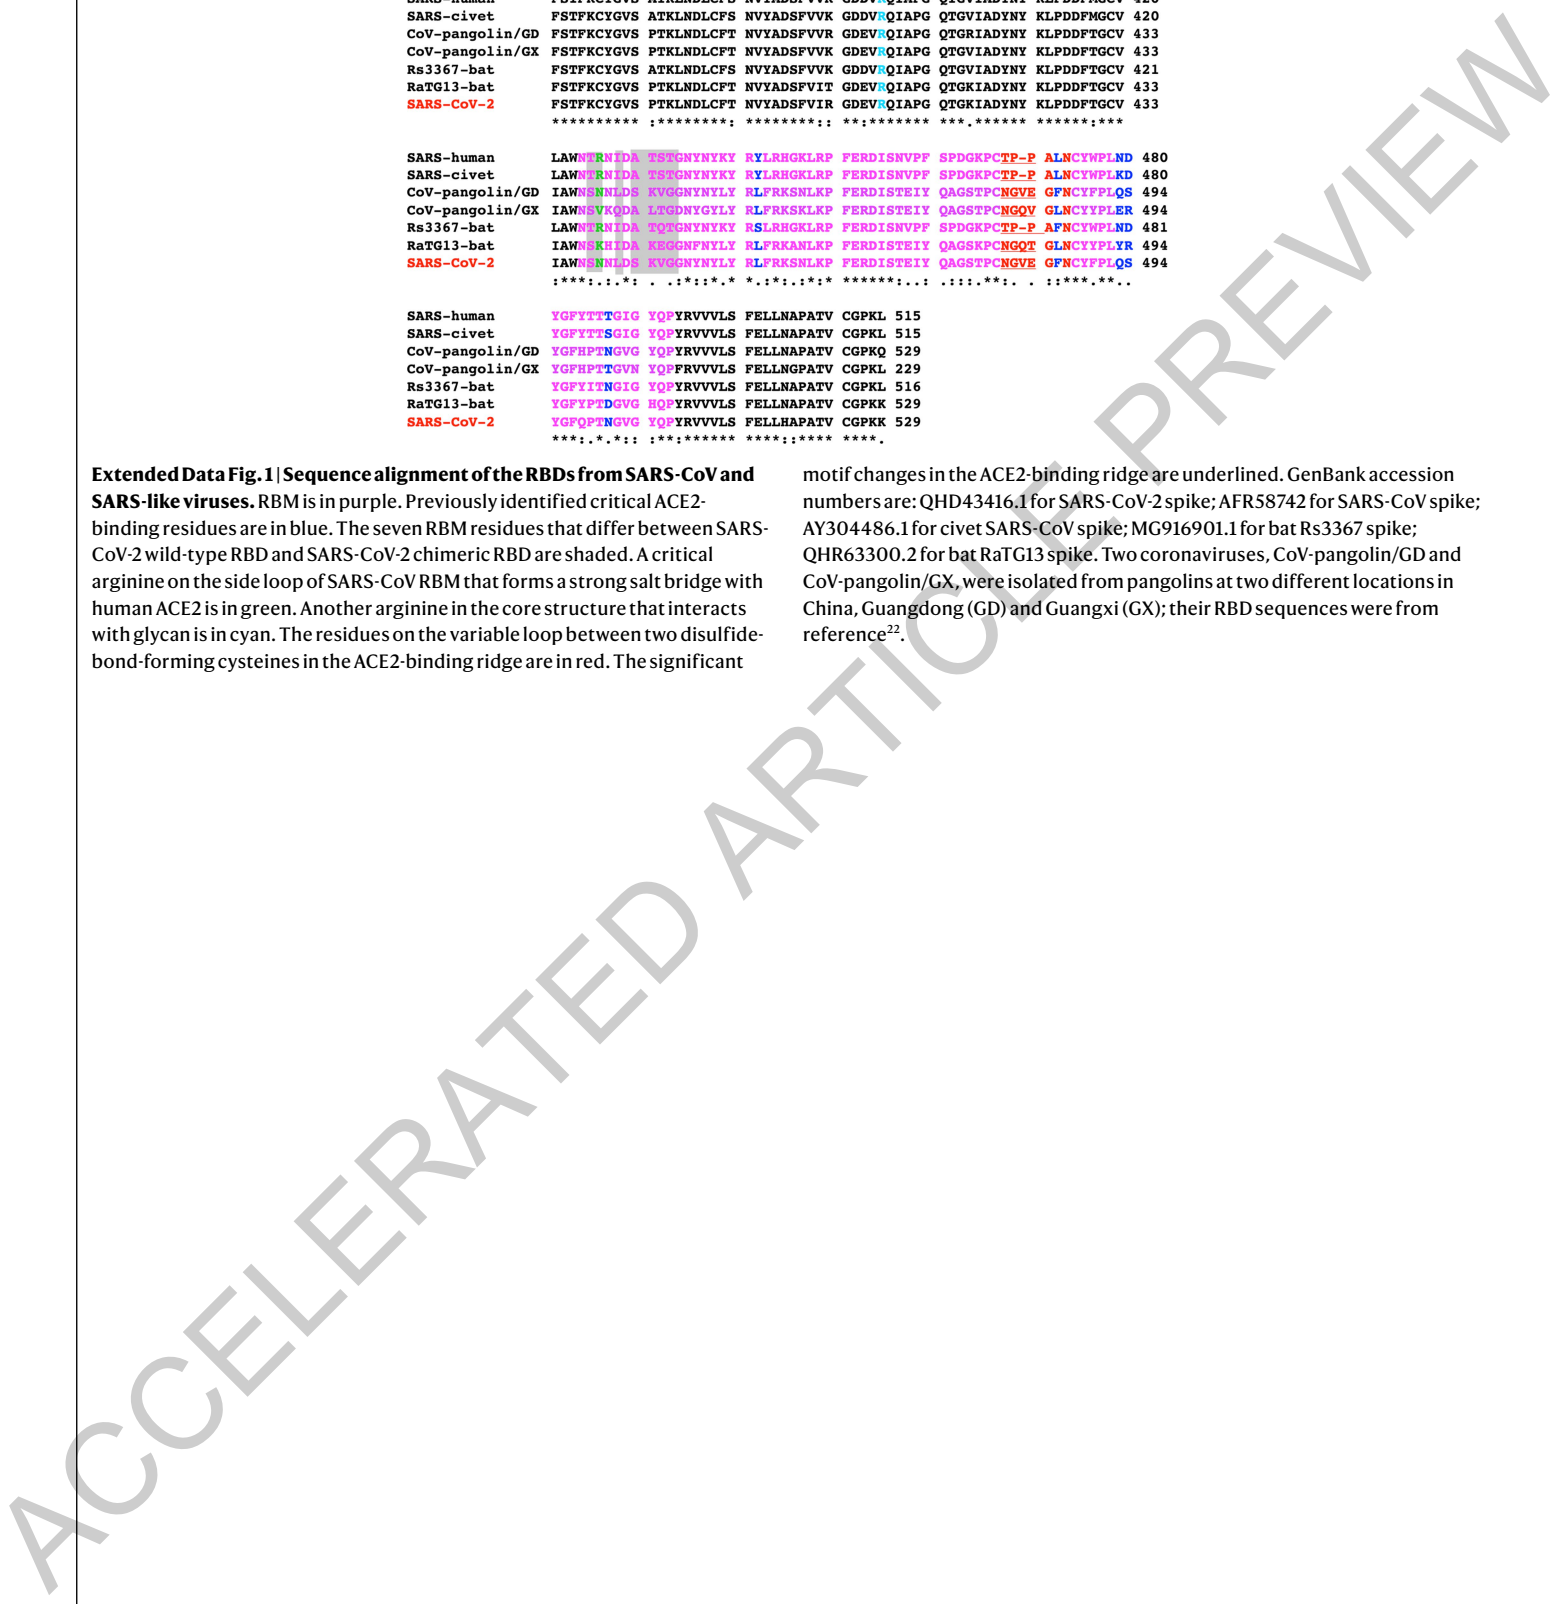 SARS-human FSTFKCYGVS ATKLNDLCFS NVYADSFVVK GDDVRQIAPG QTGVIADYNY KLPDDFMGCV 420
SARS-civet FSTFKCYGVS ATKLNDLCFS NVYADSFVVK GDDVRQIAPG QTGVIADYNY KLPDDFMGCV 420
CoV-pangolin/GD FSTFKCYGVS PTKLNDLCFT NVYADSFVVR GDEVRQIAPG QTGRIADYNY KLPDDFTGCV 433
CoV-pangolin/GX FSTFKCYGVS PTKLNDLCFT NVYADSFVVK GDEVRQIAPG QTGVIADYNY KLPDDFTGCV 433
Rs3367-bat FSTFKCYGVS ATKLNDLCFS NVYADSFVVK GDDVRQIAPG QTGVIADYNY KLPDDFTGCV 421
RaTG13-bat FSTFKCYGVS PTKLNDLCFT NVYADSFVIT GDEVRQIAPG QTGKIADYNY KLPDDFTGCV 433
SARS-CoV-2 FSTFKCYGVS PTKLNDLCFT NVYADSFVIR GDEVRQIAPG QTGKIADYNY KLPDDFTGCV 433
********** :********: ********:: **:******* ***.****** ******:***
SARS-human LAWNTRNIDA TSTGNYNYKY RYLRHGKLRP FERDISNVPF SPDGKPCTP-P ALNCYWPLND 480
SARS-civet LAWNTRNIDA TSTGNYNYKY RYLRHGKLRP FERDISNVPF SPDGKPCTP-P ALNCYWPLKD 480
CoV-pangolin/GD IAWNSNNLDS KVGGNYNYLY RLFRKSNLKP FERDISTEIY QAGSTPCNGVE GFNCYFPLQS 494
CoV-pangolin/GX IAWNSVKQDA LTGDNYGYLY RLFRKSKLKP FERDISTEIY QAGSTPCNGQV GLNCYYPLER 494
Rs3367-bat LAWNTRNIDA TQTGNYNYKY RSLRHGKLRP FERDISNVPF SPDGKPCTP-P AFNCYWPLND 481
RaTG13-bat IAWNSKHIDA KEGGNFNYLY RLFRKANLKP FERDISTEIY QAGSKPCNGQT GLNCYYPLYR 494
SARS-CoV-2 IAWNSNNLDS KVGGNYNYLY RLFRKSNLKP FERDISTEIY QAGSTPCNGVE GFNCYFPLQS 494
:***:.:.*: . .:*::*.* *.:*:.:*:* ******:..: .:::.**:. . ::***.**..
SARS-human YGFYTTTGIG YQPYRVVVLS FELLNAPATV CGPKL 515
SARS-civet YGFYTTSGIG YQPYRVVVLS FELLNAPATV CGPKL 515
CoV-pangolin/GD YGFHPTNGVG YQPYRVVVLS FELLNAPATV CGPKQ 529
CoV-pangolin/GX YGFHPTTGVN YQPFRVVVLS FELLNGPATV CGPKL 229
Rs3367-bat YGFYITNGIG YQPYRVVVLS FELLNAPATV CGPKL 516
RaTG13-bat YGFYPTDGVG HQPYRVVVLS FELLNAPATV CGPKK 529
SARS-CoV-2 YGFQPTNGVG YQPYRVVVLS FELLHAPATV CGPKK 529
***:.*.*:: :**:****** ****::**** ****.
Extended Data Fig. 1 | Sequence alignment of the RBDs from SARS-CoV and
SARS-like viruses. RBM is in purple. Previously identified critical ACE2-
binding residues are in blue. The seven RBM residues that differ between SARS-
CoV-2 wild-type RBD and SARS-CoV-2 chimeric RBD are shaded. A critical
arginine on the side loop of SARS-CoV RBM that forms a strong salt bridge with
human ACE2 is in green. Another arginine in the core structure that interacts
with glycan is in cyan. The residues on the variable loop between two disulfide-
bond-forming cysteines in the ACE2-binding ridge are in red. The significant
motif changes in the ACE2-binding ridge are underlined. GenBank accession
numbers are: QHD43416.1 for SARS-CoV-2 spike; AFR58742 for SARS-CoV spike;
AY304486.1 for civet SARS-CoV spike; MG916901.1 for bat Rs3367 spike;
QHR63300.2 for bat RaTG13 spike. Two coronaviruses, CoV-pangolin/GD and
CoV-pangolin/GX, were isolated from pangolins at two different locations in
China, Guangdong (GD) and Guangxi (GX); their RBD sequences were from
reference22.
ACCELERATED ARTICLE PREVIEW